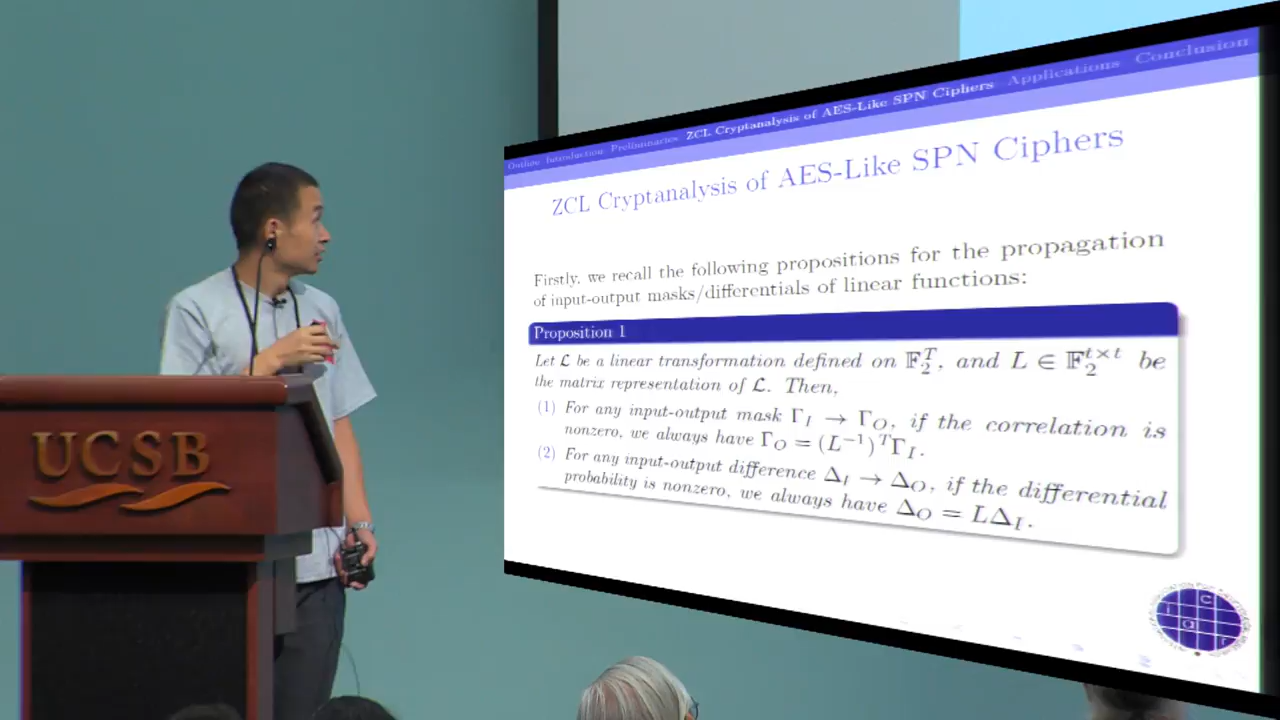 Outline Introduction Preliminaries ZCL Cryptanalysis of AES-Like SPN Ciphers Applications Conclusion
ZCL Cryptanalysis of AES-Like SPN Ciphers
Firstly, we recall the following propositions for the propagation
of input-output masks/differentials of linear functions:
Proposition 1
Let 𝓛 be a linear transformation defined on 𝔽₂ᵀ, and L ∈ 𝔽₂ᵗˣᵗ be
the matrix representation of 𝓛. Then,
(1) For any input-output mask Γ_I → Γ_O, if the correlation is
nonzero, we always have Γ_O = (L⁻¹)ᵀΓ_I.
(2) For any input-output difference Δ_I → Δ_O, if the differential
probability is nonzero, we always have Δ_O = LΔ_I.
UCSB